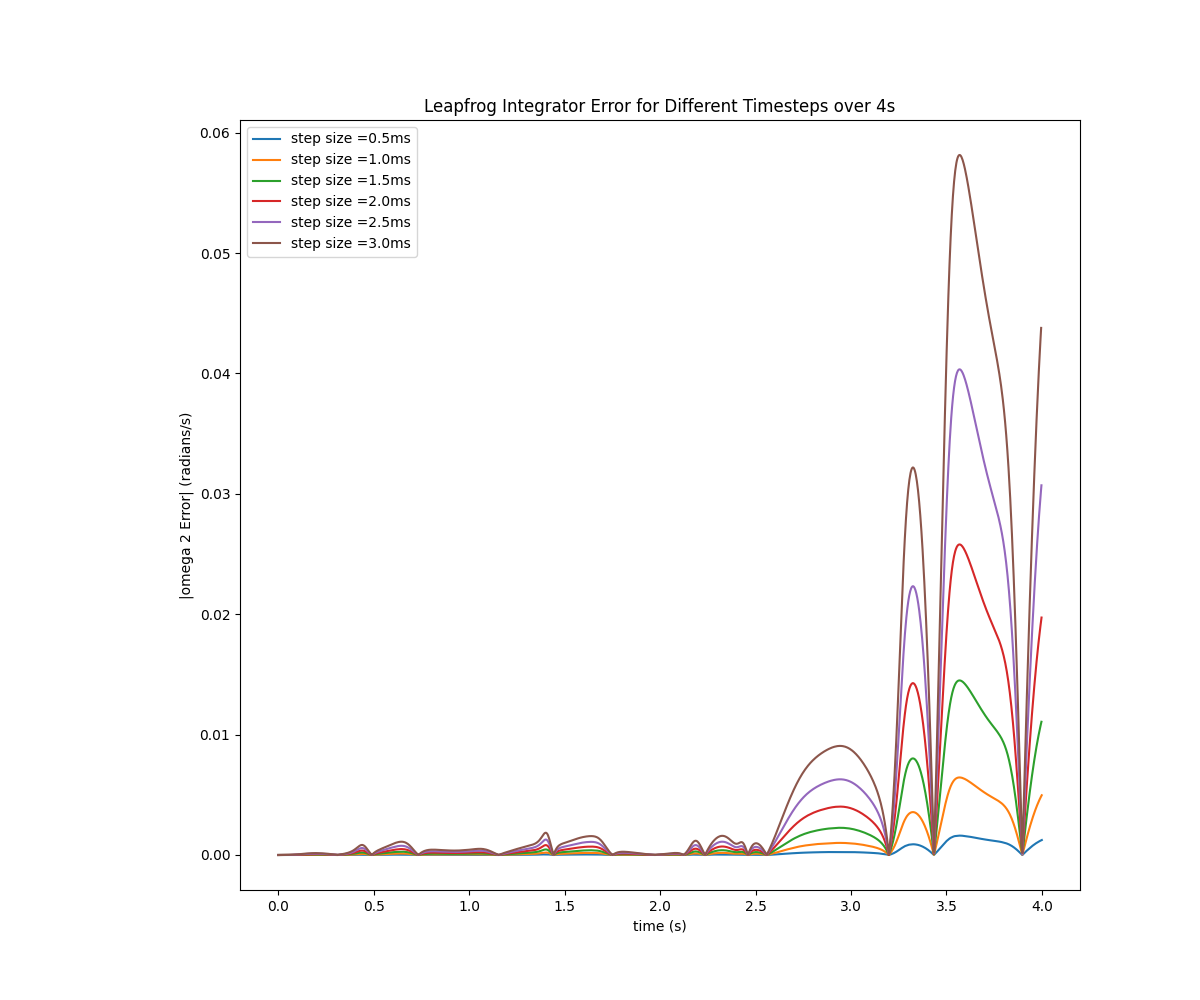 Leapfrog Integrator Error for Different Timesteps over 4s
step size =0.5ms
step size =1.0ms
step size =1.5ms
step size =2.0ms
step size =2.5ms
step size =3.0ms
|omega 2 Error| (radians/s)
0.06
0.05
0.04
0.03
0.02
0.01
0.00
0.0 0.5 1.0 1.5 2.0 2.5 3.0 3.5 4.0
time (s)